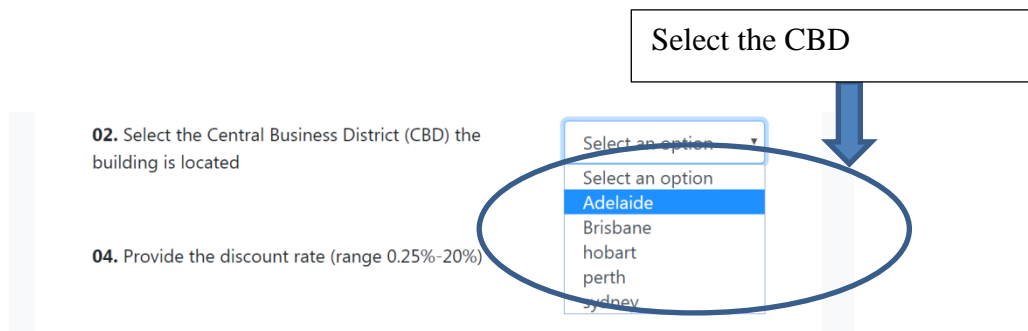 Select the CBD
02. Select the Central Business District (CBD) the
building is located
Select an option
Select an option
Adelaide
Brisbane
hobart
perth
sydney
04. Provide the discount rate (range 0.25%-20%)